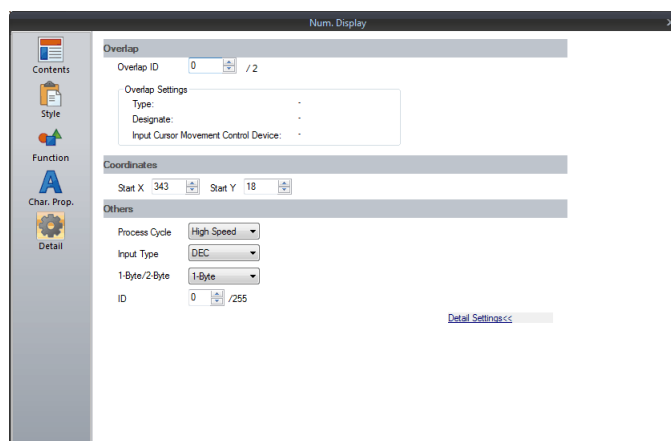 Num. Display
Contents
Style
Function
Char. Prop.
Detail
Overlap
Overlap ID 0 / 2
Overlap Settings
Type: -
Designate: -
Input Cursor Movement Control Device: -
Coordinates
Start X 343 Start Y 18
Others
Process Cycle High Speed
Input Type DEC
1-Byte/2-Byte 1-Byte
ID 0 /255
Detail Settings<<